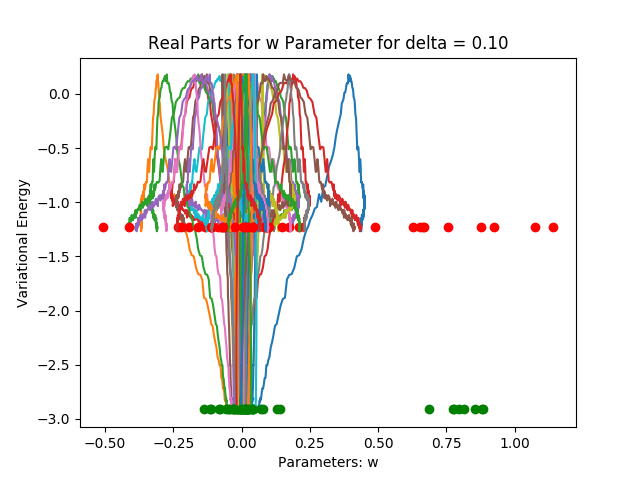 Real Parts for w Parameter for delta = 0.10
Variational Energy
0.0
−0.5
−1.0
−1.5
−2.0
−2.5
−3.0
−0.50 −0.25 0.00 0.25 0.50 0.75 1.00
Parameters: w